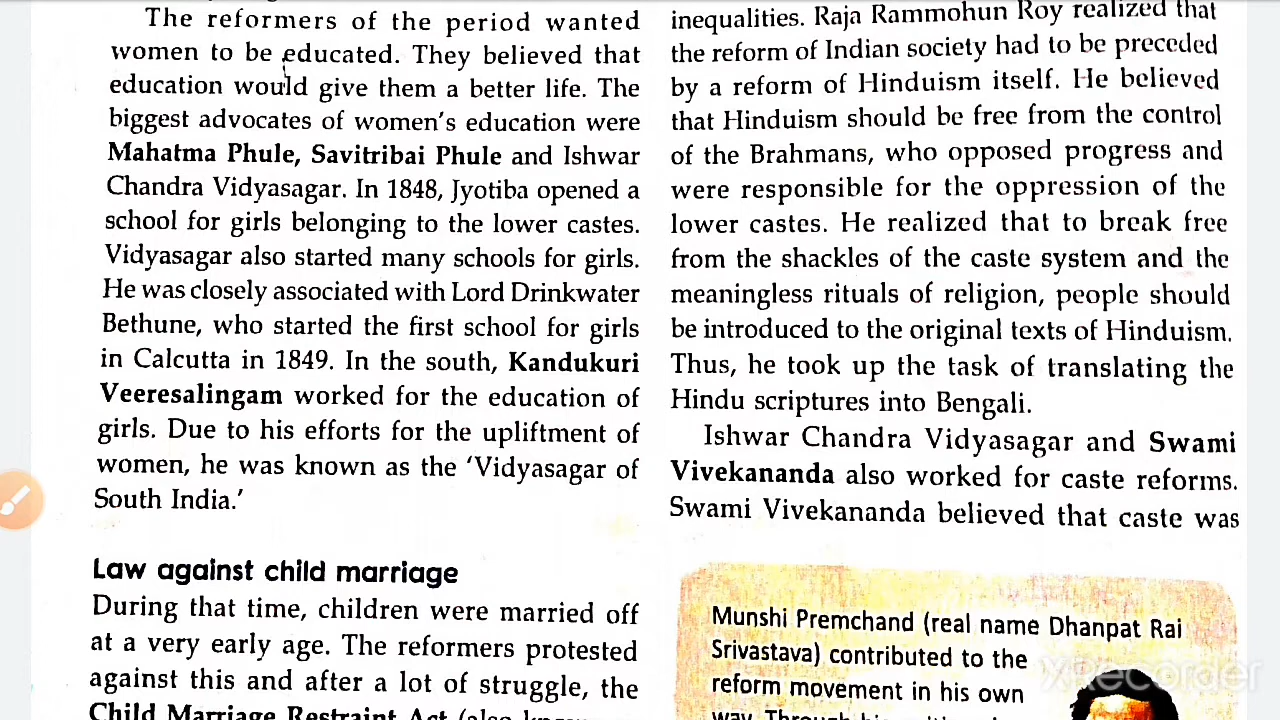 The reformers of the period wanted
women to be educated. They believed that
education would give them a better life. The
biggest advocates of women's education were
Mahatma Phule, Savitribai Phule and Ishwar
Chandra Vidyasagar. In 1848, Jyotiba opened a
school for girls belonging to the lower castes.
Vidyasagar also started many schools for girls.
He was closely associated with Lord Drinkwater
Bethune, who started the first school for girls
in Calcutta in 1849. In the south, Kandukuri
Veeresalingam worked for the education of
girls. Due to his efforts for the upliftment of
women, he was known as the 'Vidyasagar of
South India.'
Law against child marriage
During that time, children were married off
at a very early age. The reformers protested
against this and after a lot of struggle, the
Child Marriage Restraint Act (also
inequalities. Raja Rammohun Roy realized that
the reform of Indian society had to be preceded
by a reform of Hinduism itself. He believed
that Hinduism should be free from the control
of the Brahmans, who opposed progress and
were responsible for the oppression of the
lower castes. He realized that to break free
from the shackles of the caste system and the
meaningless rituals of religion, people should
be introduced to the original texts of Hinduism.
Thus, he took up the task of translating the
Hindu scriptures into Bengali.
Ishwar Chandra Vidyasagar and Swami
Vivekananda also worked for caste reforms.
Swami Vivekananda believed that caste was
Munshi Premchand (real name Dhanpat Rai
Srivastava) contributed to the
reform movement in his own
way. Through his
XRecorder